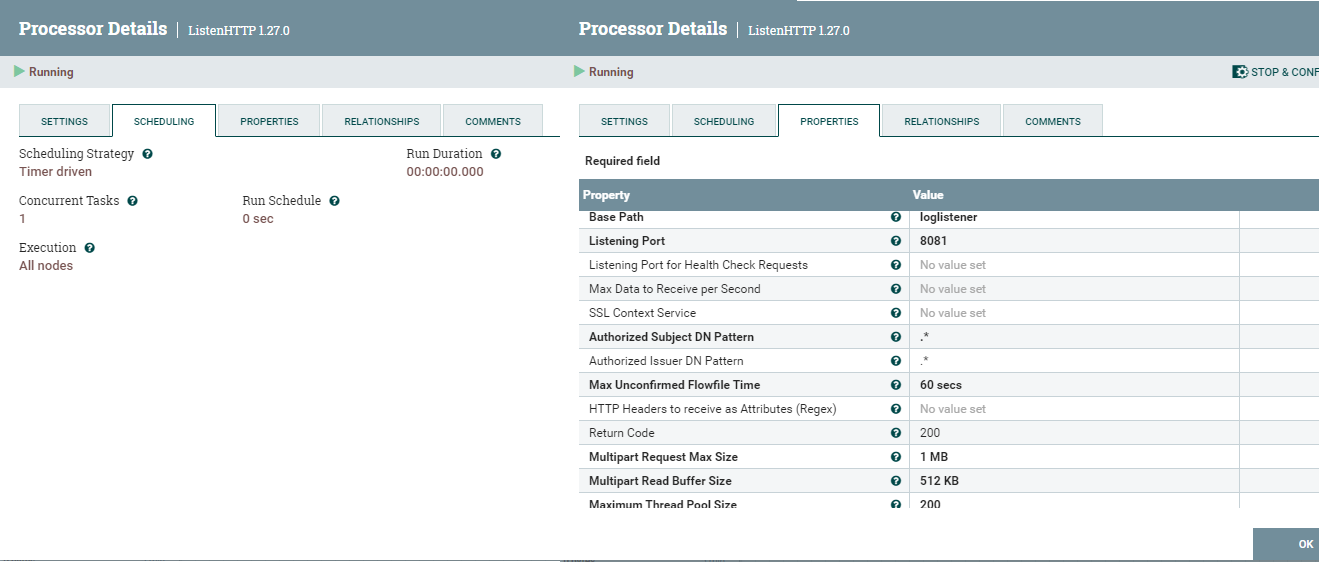 Processor Details | ListenHTTP 1.27.0
Running
SETTINGS SCHEDULING PROPERTIES RELATIONSHIPS COMMENTS
Scheduling Strategy Run Duration
Timer driven 00:00:00.000
Concurrent Tasks Run Schedule
1 0 sec
Execution
All nodes
Processor Details | ListenHTTP 1.27.0
Running STOP & CONF
SETTINGS SCHEDULING PROPERTIES RELATIONSHIPS COMMENTS
Required field
Property Value
Base Path loglistener
Listening Port 8081
Listening Port for Health Check Requests No value set
Max Data to Receive per Second No value set
SSL Context Service No value set
Authorized Subject DN Pattern .*
Authorized Issuer DN Pattern .*
Max Unconfirmed Flowfile Time 60 secs
HTTP Headers to receive as Attributes (Regex) No value set
Return Code 200
Multipart Request Max Size 1 MB
Multipart Read Buffer Size 512 KB
Maximum Thread Pool Size 200
OK